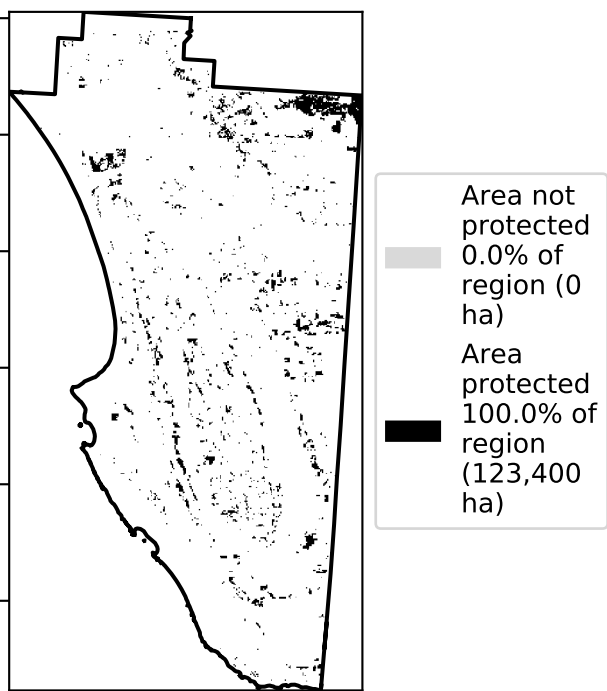 Area not
protected
0.0% of
region (0
ha)
Area
protected
100.0% of
region
(123,400
ha)